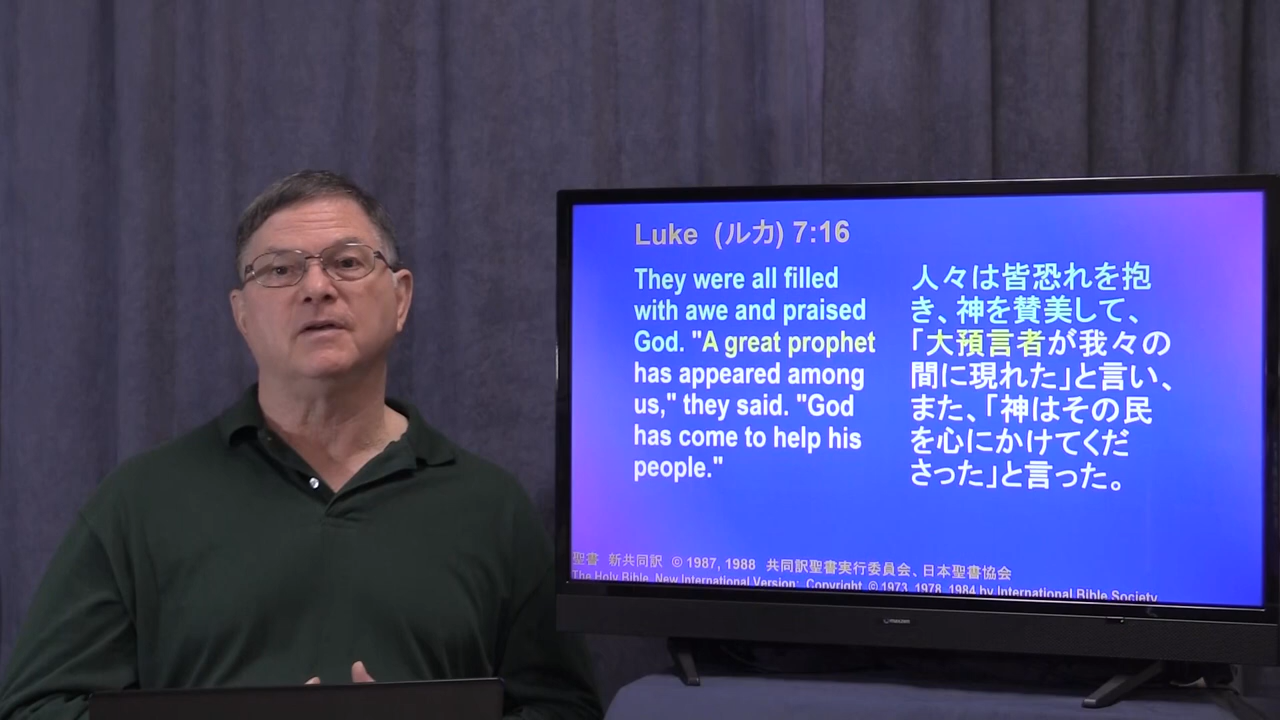 Luke (ルカ) 7:16
They were all filled
with awe and praised
God. "A great prophet
has appeared among
us," they said. "God
has come to help his
people."
人々は皆恐れを抱
き、神を賛美して、
「大預言者が我々の
間に現れた」と言い、
また、「神はその民
を心にかけてくだ
さった」と言った。
聖書 新共同訳 © 1987, 1988 共同訳聖書実行委員会、日本聖書協会
The Holy Bible, New International Version: Copyright © 1973, 1978, 1984 by International Bible Society